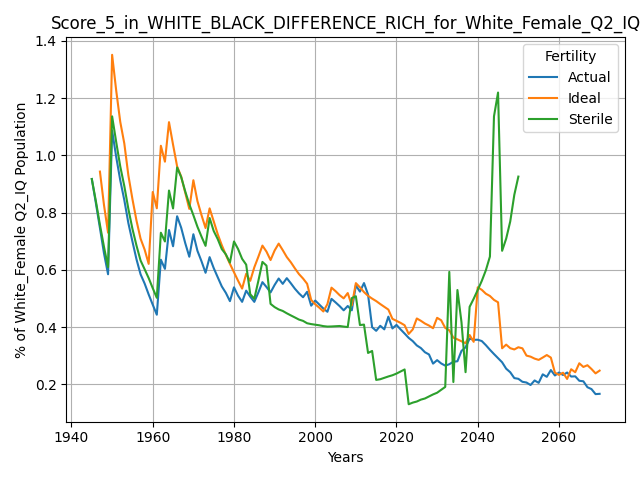 Score_5_in_WHITE_BLACK_DIFFERENCE_RICH_for_White_Female_Q2_IQ
% of White_Female Q2_IQ Population
1.4
1.2
1.0
0.8
0.6
0.4
0.2
Fertility
Actual
Ideal
Sterile
1940
1960
1980
2000
2020
2040
2060
Years